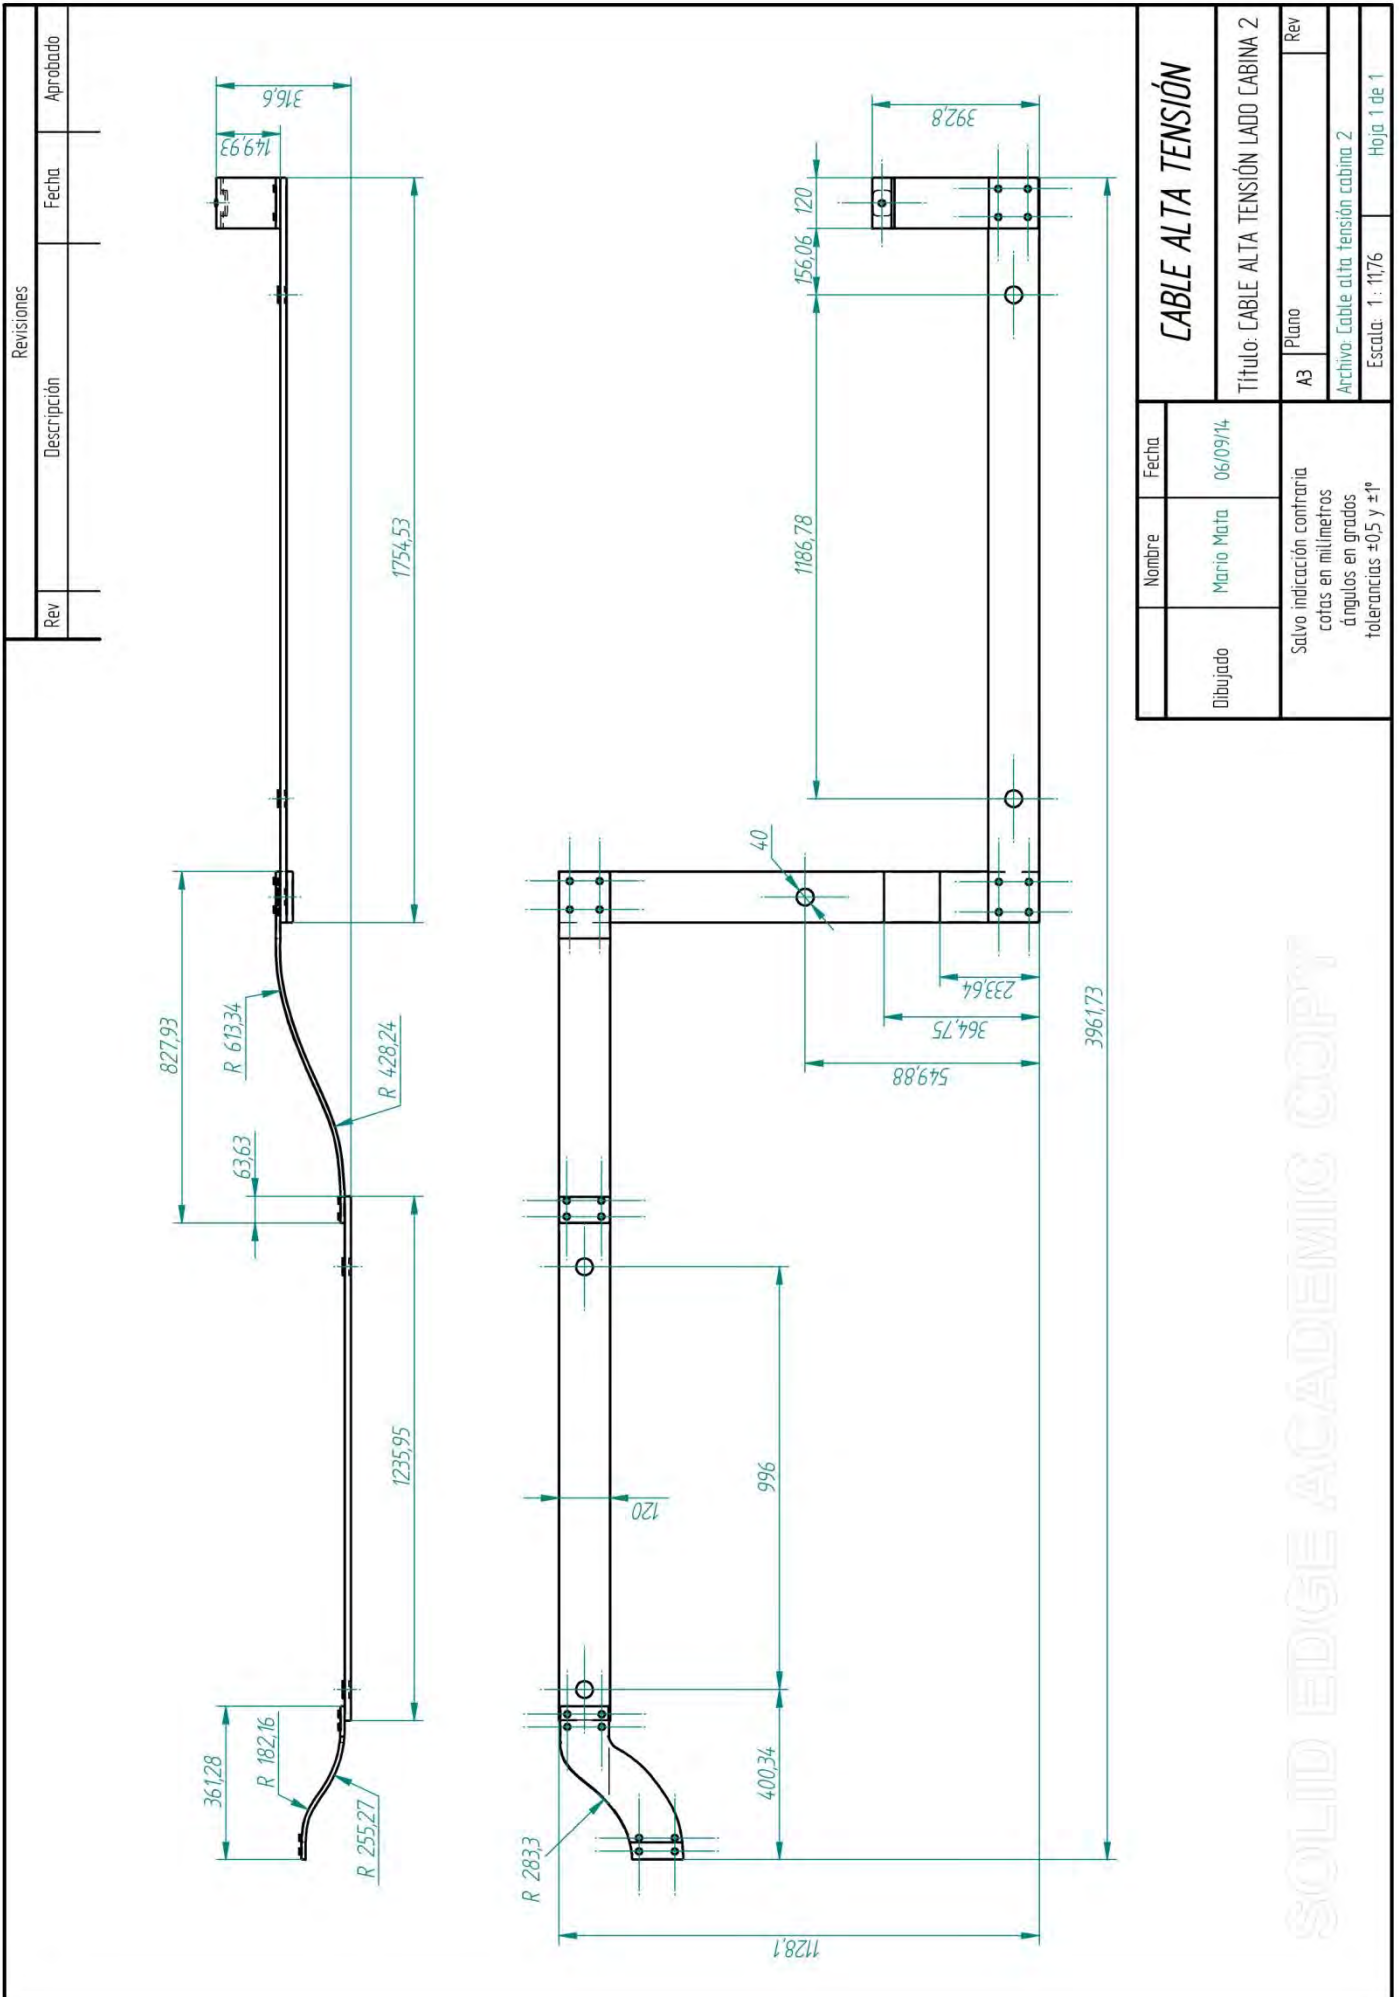 Revisiones
Rev Descripción Fecha Aprobado
316,6
149,93
1754,53
827,93
R 613,34
R 428,24
63,63
1235,95
361,28
R 182,16
R 255,27
392,8
120
156,06
1186,78
40
233,64
364,75
549,88
3961,73
996
120
400,34
R 283,3
1128,1
Nombre Fecha
Dibujado Mario Mata 06/09/14
CABLE ALTA TENSIÓN
Título: CABLE ALTA TENSIÓN LADO CABINA 2
Salvo indicación contraria
cotas en milímetros
ángulos en grados
tolerancias ±0,5 y ±1º
A3 Plano Rev
Archivo: Cable alta tensión cabina 2
Escala: 1 : 11,76 Hoja 1 de 1
SOLID EDGE ACADEMIC COPY